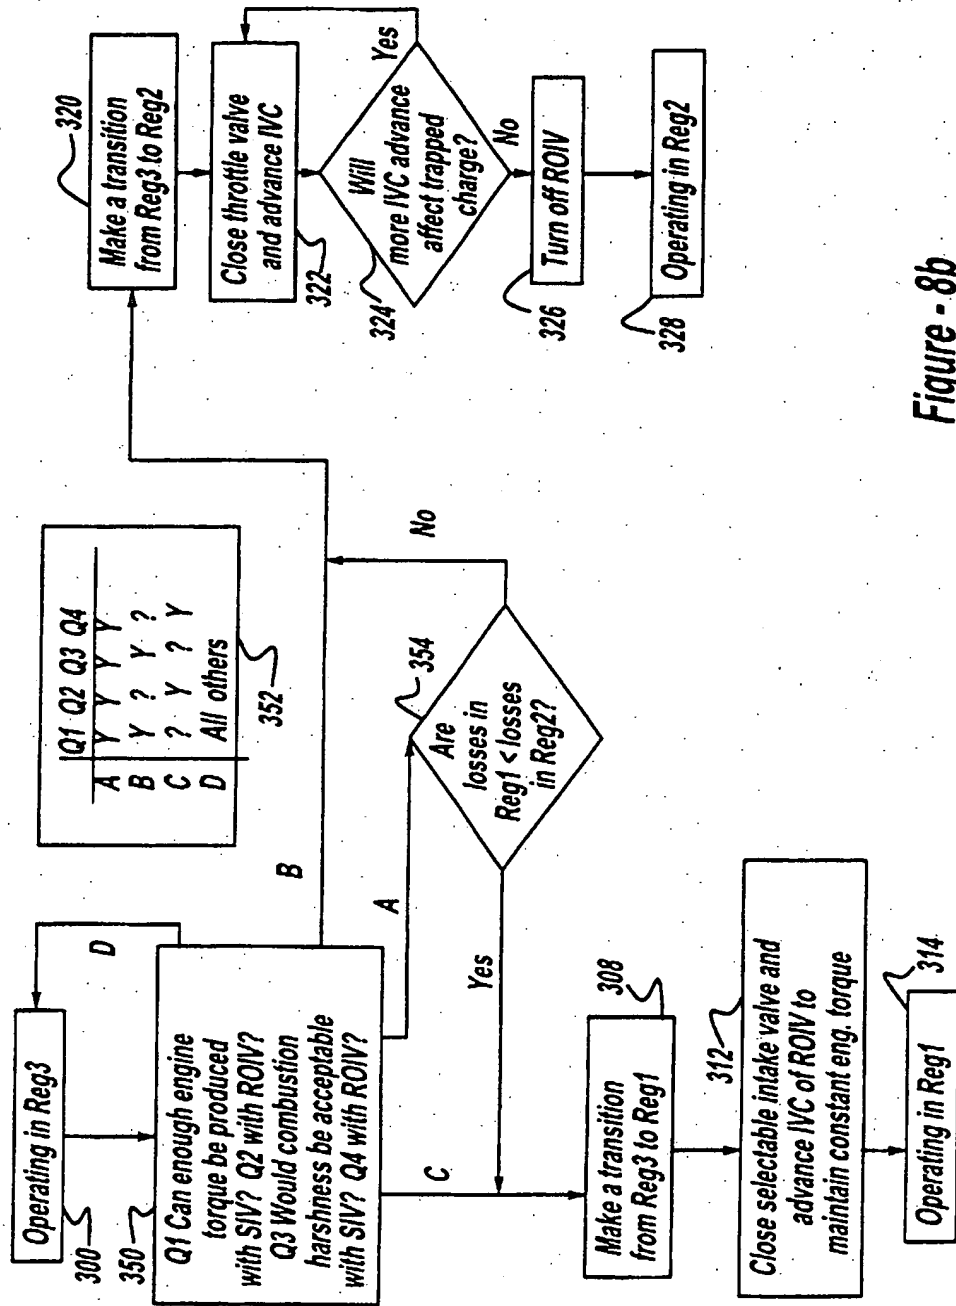 Operating in Reg3
300
D
350
Q1 Can enough engine
torque be produced
with SIV? Q2 with ROIV?
Q3 Would combustion
harshness be acceptable
with SIV? Q4 with ROIV?
Q1 Q2 Q3 Q4
A Y Y Y Y
B Y ? Y ?
C ? Y ? Y
D All others
352
B
A
C
354
Are
losses in
Reg1 < losses
in Reg2?
No
Yes
308
Make a transition
from Reg3 to Reg1
312
Close selectable intake valve and
advance IVC of ROIV to
maintain constant eng. torque
314
Operating in Reg1
320
Make a transition
from Reg3 to Reg2
Close throttle valve
and advance IVC
322
Yes
Will
more IVC advance
affect trapped
charge?
324
No
Turn off ROIV
326
Operating in Reg2
328
Figure - 8b